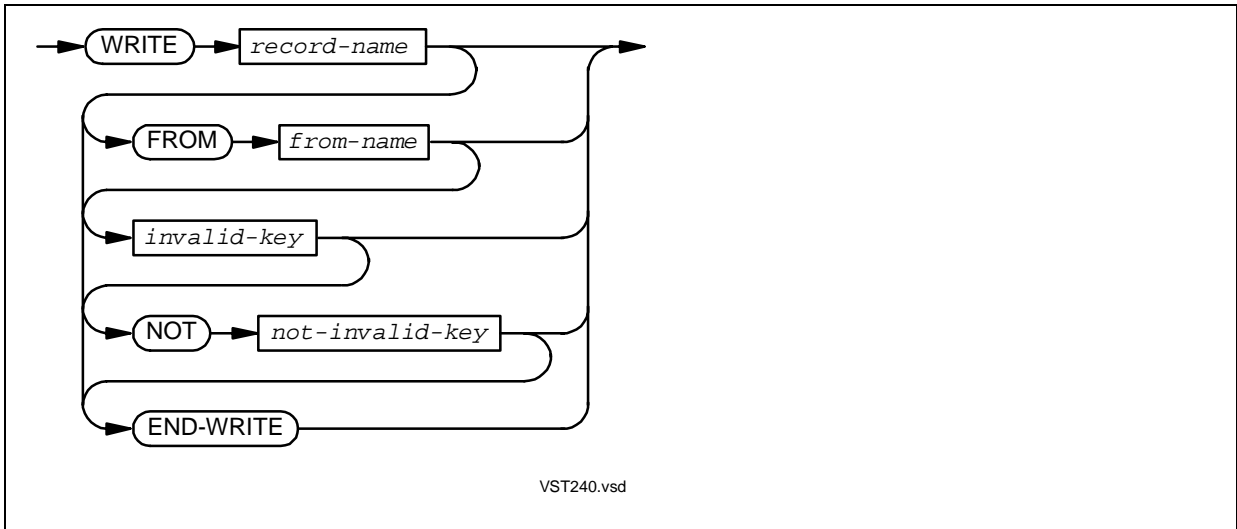 WRITE record-name
FROM from-name
invalid-key
NOT not-invalid-key
END-WRITE
VST240.vsd